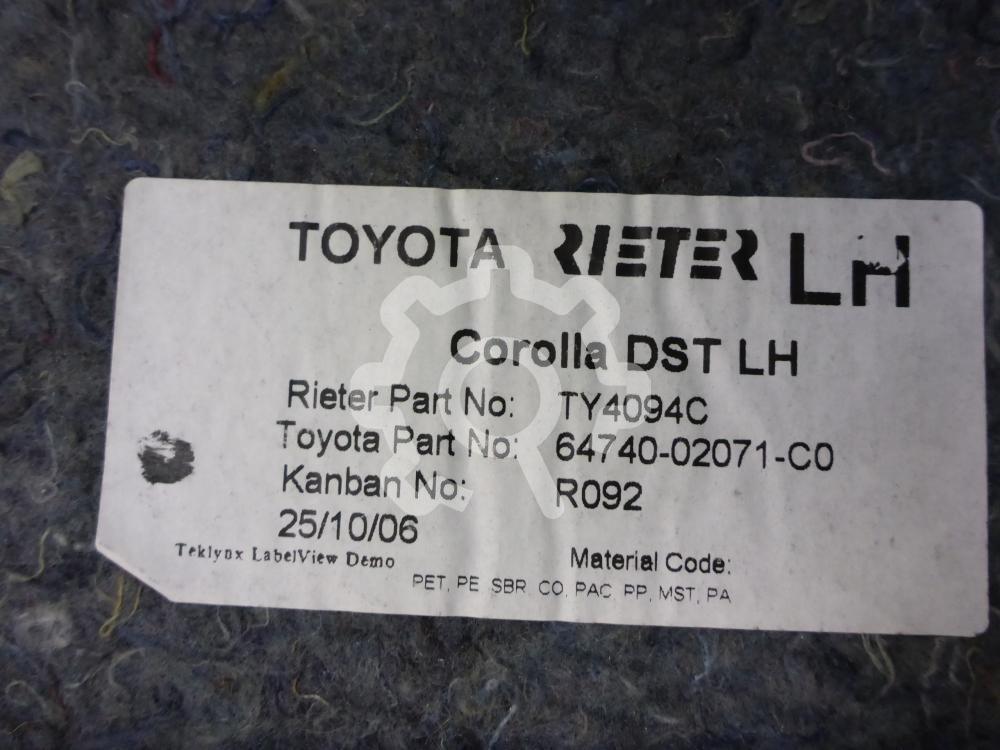 TOYOTA RIETER LH
Corolla DST LH
Rieter Part No: TY4094C
Toyota Part No: 64740-02071-C0
Kanban No: R092
25/10/06
Teklynx LabelView Demo
Material Code:
PET, PE, SBR, CO, PAC, PP, MST, PA